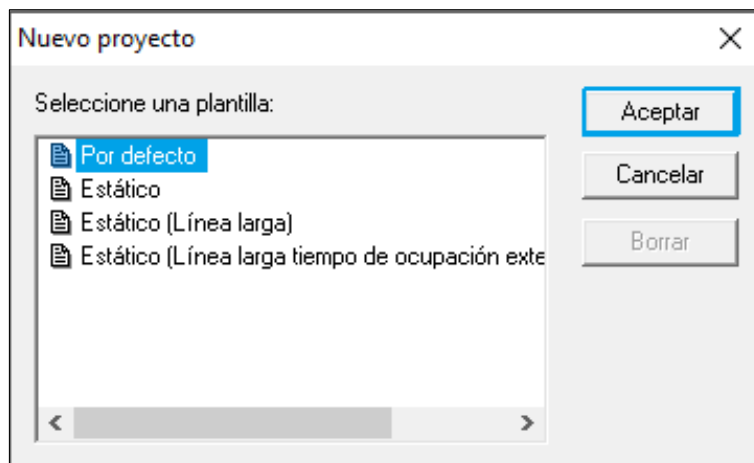 Nuevo proyecto
Seleccione una plantilla:
Por defecto
Estático
Estático (Línea larga)
Estático (Línea larga tiempo de ocupación exte
Aceptar
Cancelar
Borrar